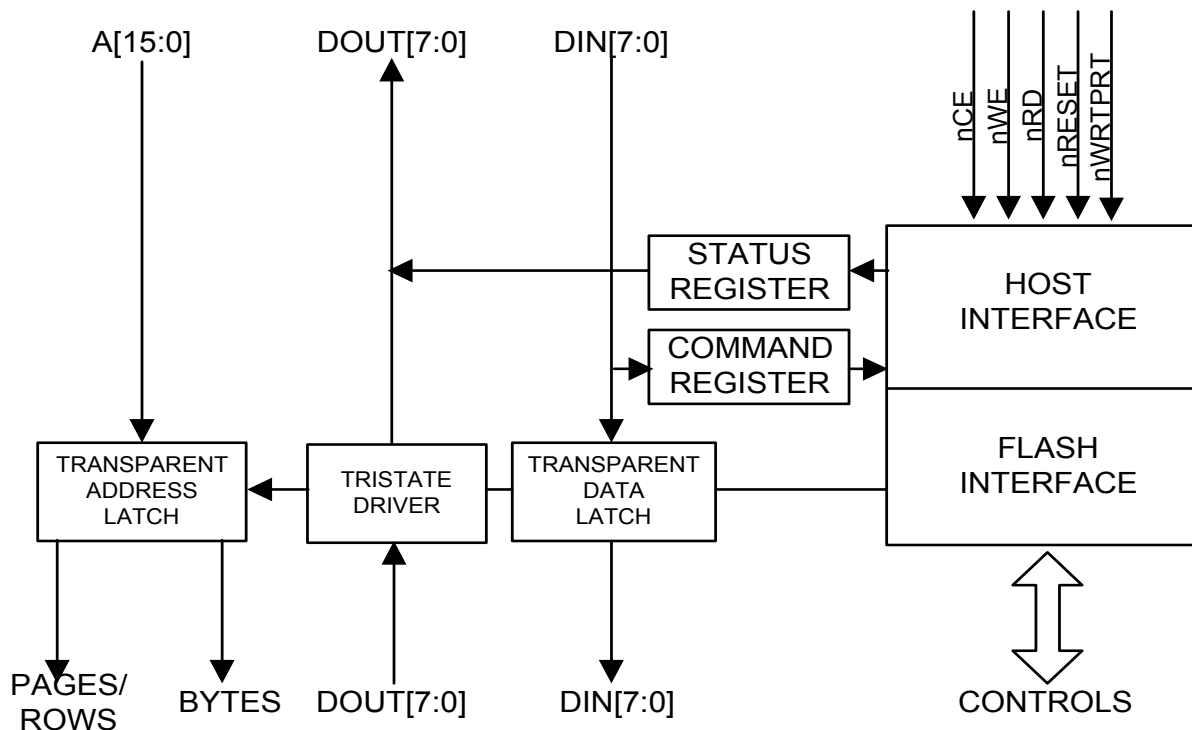 A[15:0]
DOUT[7:0]
DIN[7:0]
nCE
nWE
nRD
nRESET
nWRTPRT
STATUS
REGISTER
HOST
INTERFACE
COMMAND
REGISTER
TRANSPARENT
ADDRESS
LATCH
TRISTATE
DRIVER
TRANSPARENT
DATA
LATCH
FLASH
INTERFACE
PAGES/
ROWS
BYTES
DOUT[7:0]
DIN[7:0]
CONTROLS